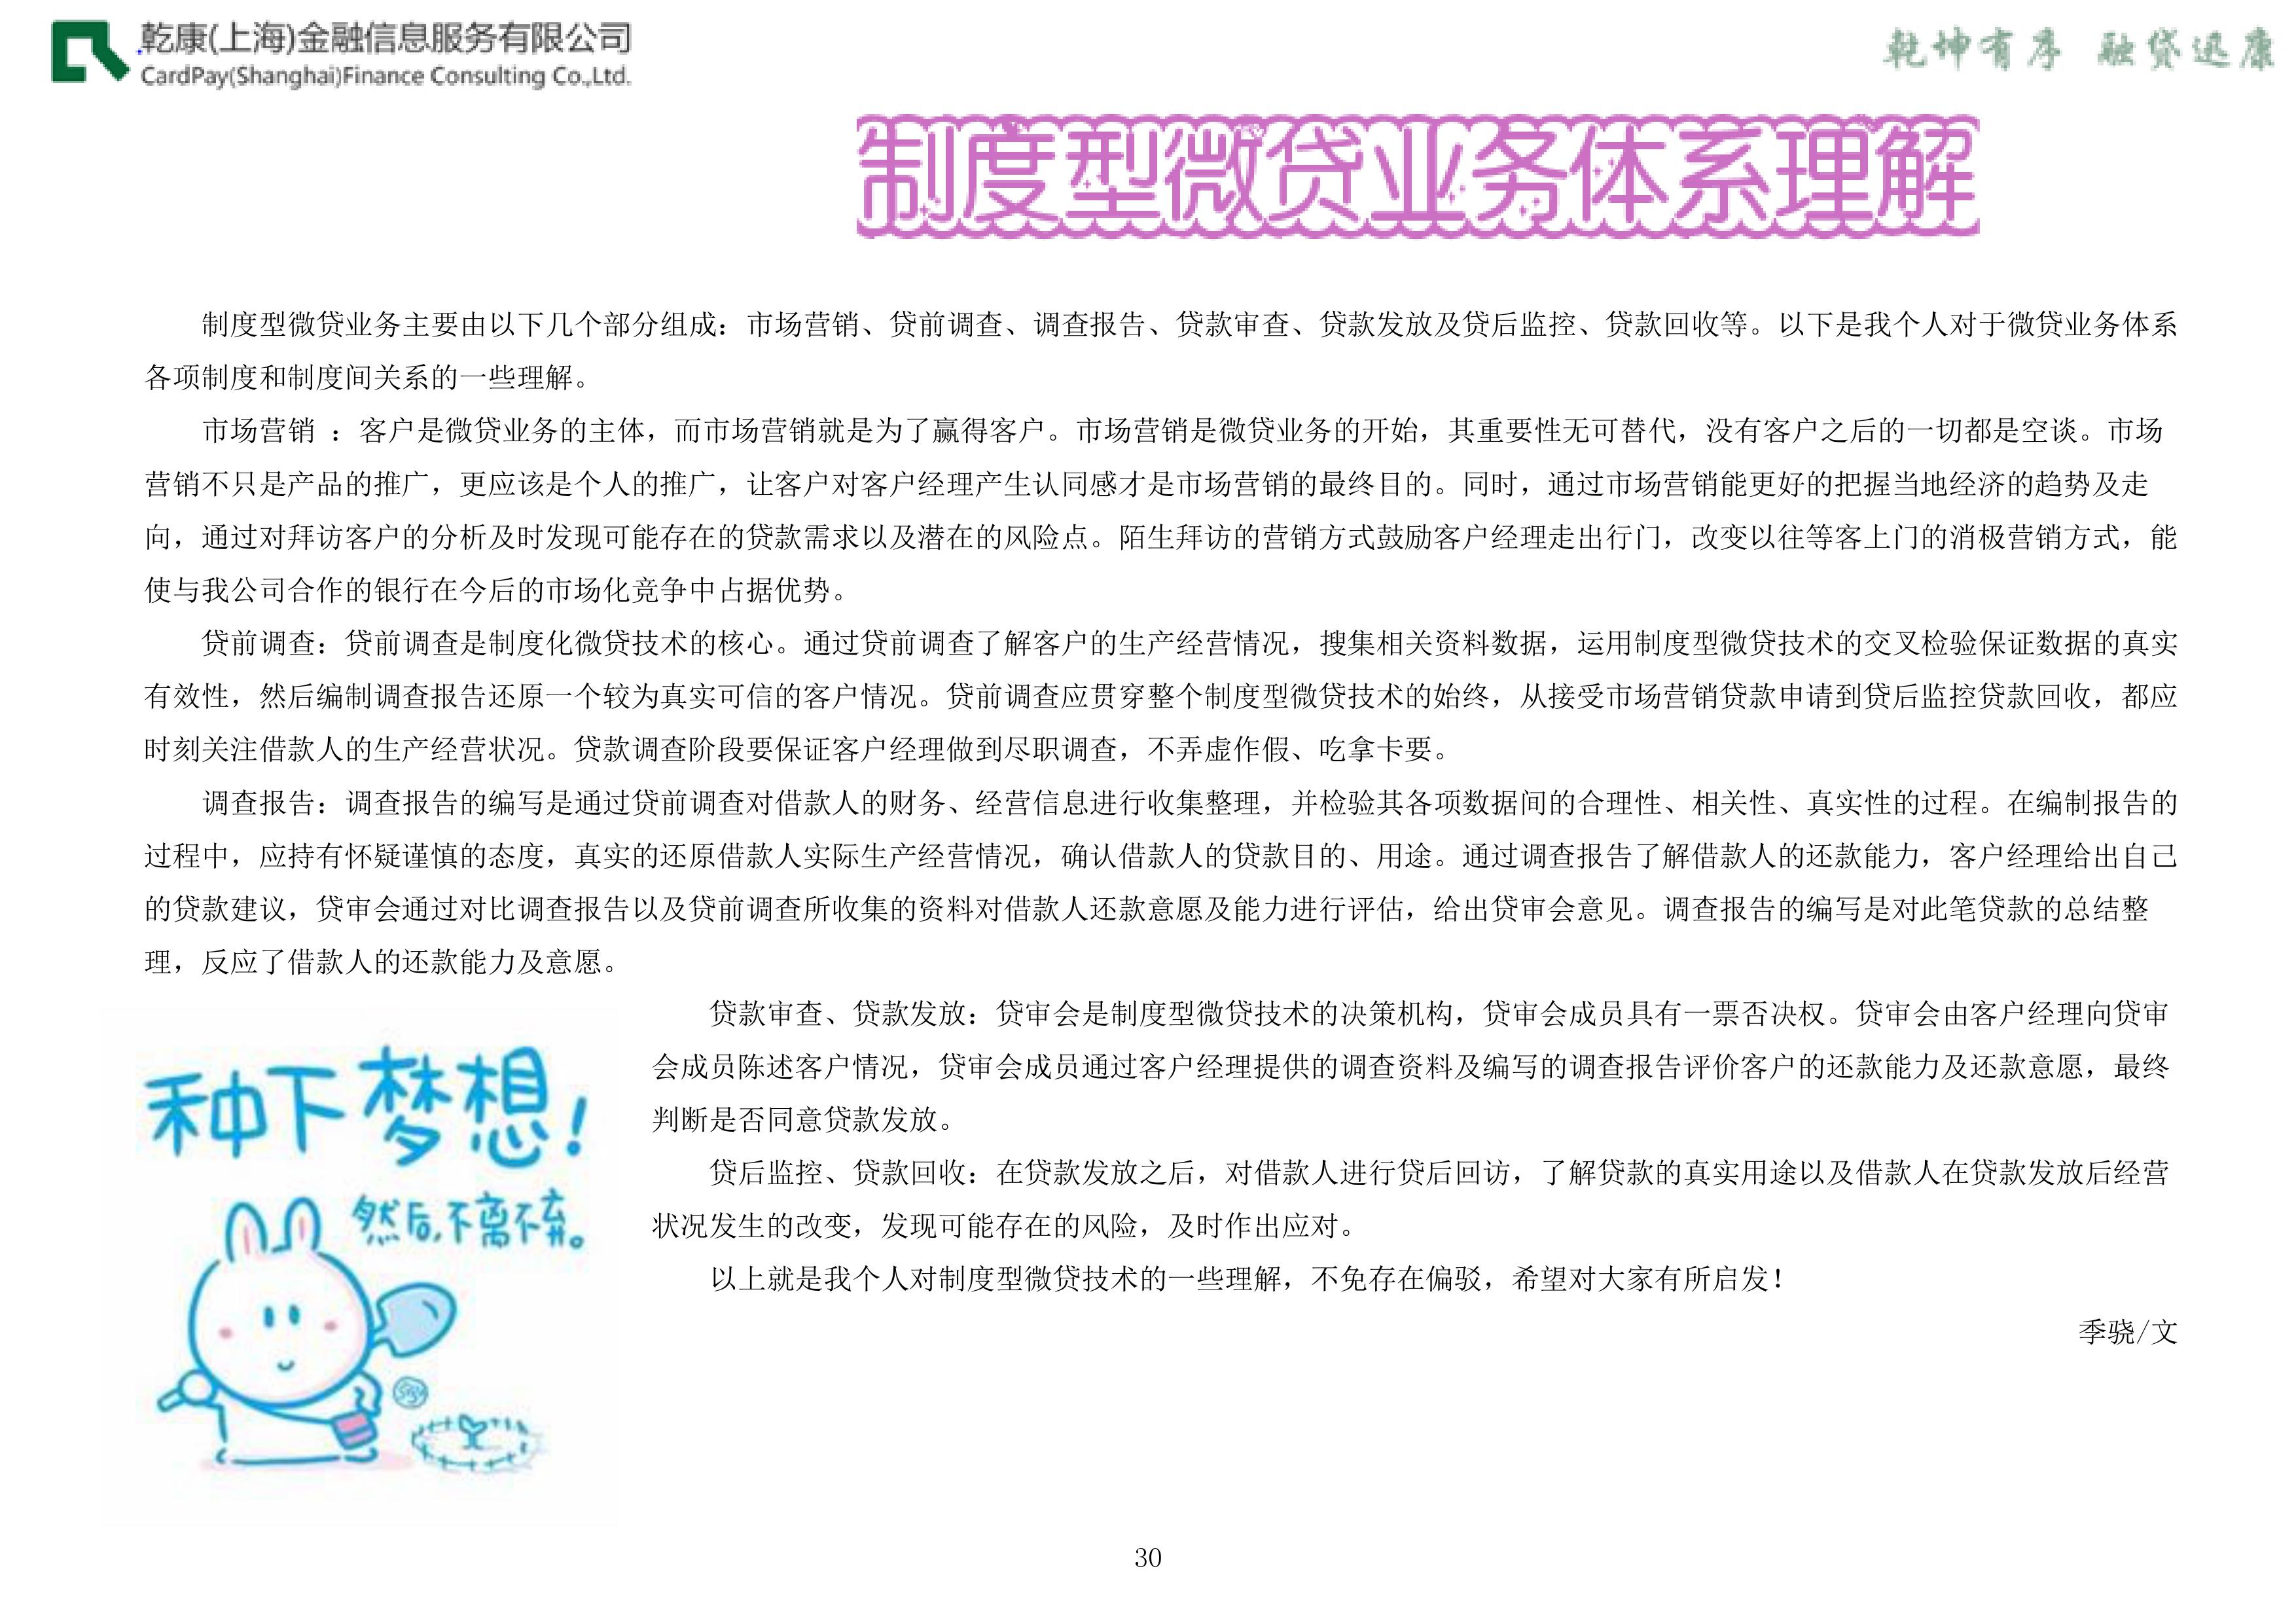 乾康(上海)金融信息服务有限公司
CardPay(Shanghai)Finance Consulting Co.,Ltd.
乾坤有序 融贷迅康
制度型微贷业务体系理解
制度型微贷业务主要由以下几个部分组成：市场营销、贷前调查、调查报告、贷款审查、贷款发放及贷后监控、贷款回收等。以下是我个人对于微贷业务体系
各项制度和制度间关系的一些理解。
市场营销 ：客户是微贷业务的主体，而市场营销就是为了赢得客户。市场营销是微贷业务的开始，其重要性无可替代，没有客户之后的一切都是空谈。市场
营销不只是产品的推广，更应该是个人的推广，让客户对客户经理产生认同感才是市场营销的最终目的。同时，通过市场营销能更好的把握当地经济的趋势及走
向，通过对拜访客户的分析及时发现可能存在的贷款需求以及潜在的风险点。陌生拜访的营销方式鼓励客户经理走出行门，改变以往等客上门的消极营销方式，能
使与我公司合作的银行在今后的市场化竞争中占据优势。
贷前调查：贷前调查是制度化微贷技术的核心。通过贷前调查了解客户的生产经营情况，搜集相关资料数据，运用制度型微贷技术的交叉检验保证数据的真实
有效性，然后编制调查报告还原一个较为真实可信的客户情况。贷前调查应贯穿整个制度型微贷技术的始终，从接受市场营销贷款申请到贷后监控贷款回收，都应
时刻关注借款人的生产经营状况。贷款调查阶段要保证客户经理做到尽职调查，不弄虚作假、吃拿卡要。
调查报告：调查报告的编写是通过贷前调查对借款人的财务、经营信息进行收集整理，并检验其各项数据间的合理性、相关性、真实性的过程。在编制报告的
过程中，应持有怀疑谨慎的态度，真实的还原借款人实际生产经营情况，确认借款人的贷款目的、用途。通过调查报告了解借款人的还款能力，客户经理给出自己
的贷款建议，贷审会通过对比调查报告以及贷前调查所收集的资料对借款人还款意愿及能力进行评估，给出贷审会意见。调查报告的编写是对此笔贷款的总结整
理，反应了借款人的还款能力及意愿。
贷款审查、贷款发放：贷审会是制度型微贷技术的决策机构，贷审会成员具有一票否决权。贷审会由客户经理向贷审
会成员陈述客户情况，贷审会成员通过客户经理提供的调查资料及编写的调查报告评价客户的还款能力及还款意愿，最终
判断是否同意贷款发放。
贷后监控、贷款回收：在贷款发放之后，对借款人进行贷后回访，了解贷款的真实用途以及借款人在贷款发放后经营
状况发生的改变，发现可能存在的风险，及时作出应对。
以上就是我个人对制度型微贷技术的一些理解，不免存在偏驳，希望对大家有所启发！
季骁/文
种下梦想！
然后,不离不弃。
30